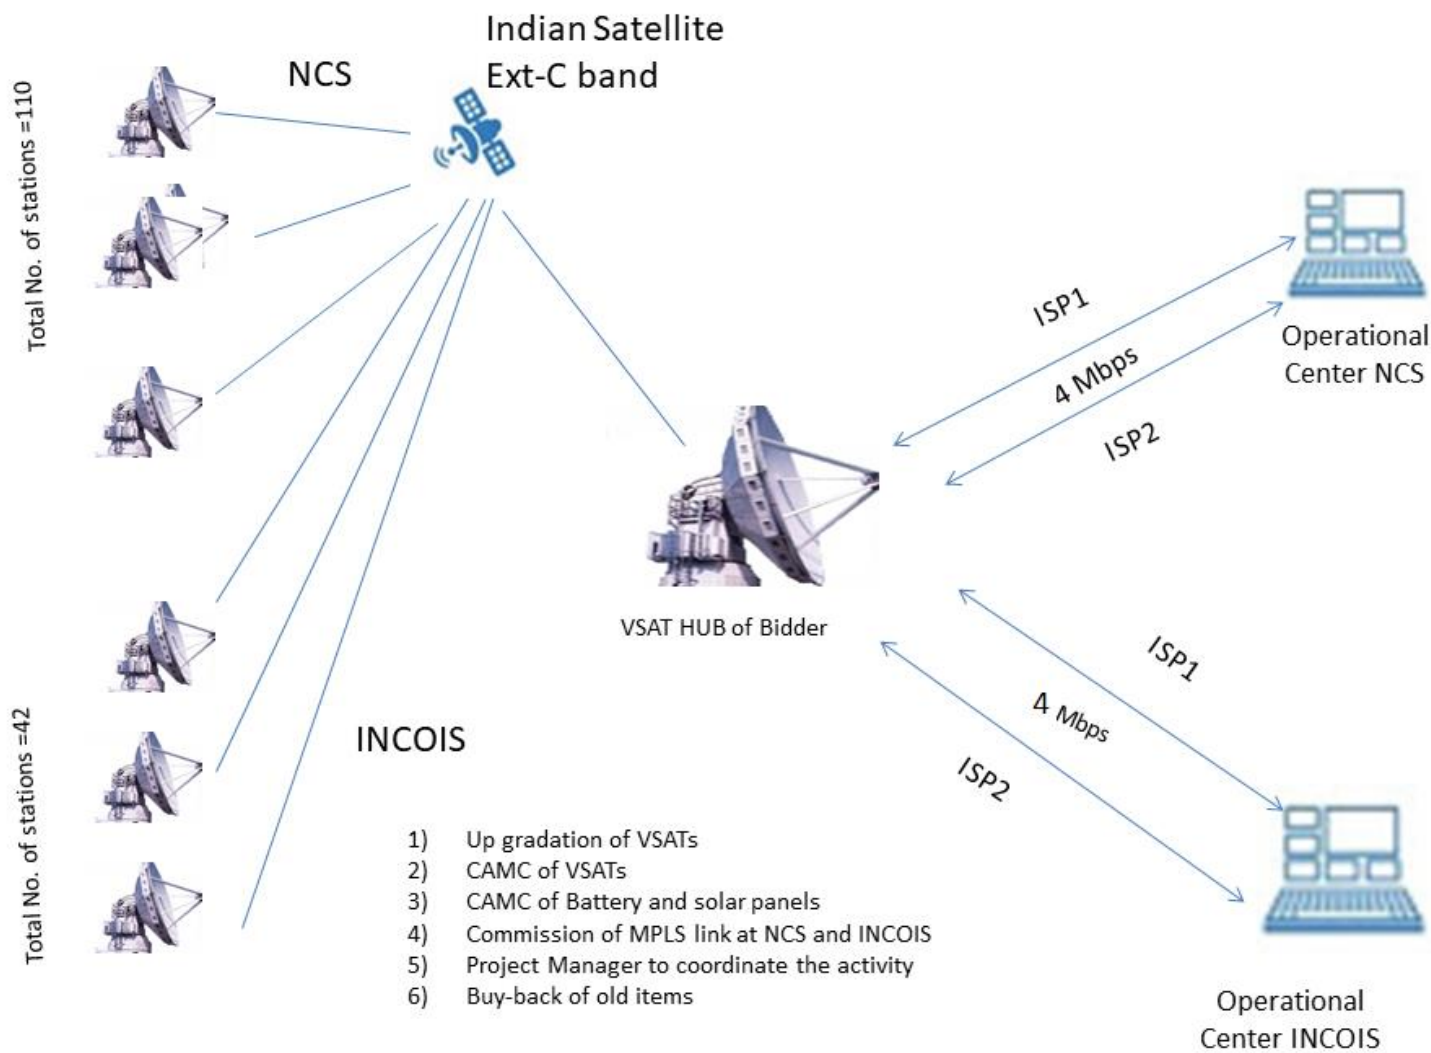 Indian Satellite
Ext-C band
NCS
Total No. of stations =110
ISP1
4 Mbps
ISP2
Operational
Center NCS
VSAT HUB of Bidder
ISP1
4 Mbps
ISP2
Total No. of stations =42
INCOIS
1) Up gradation of VSATs
2) CAMC of VSATs
3) CAMC of Battery and solar panels
4) Commission of MPLS link at NCS and INCOIS
5) Project Manager to coordinate the activity
6) Buy-back of old items
Operational
Center INCOIS